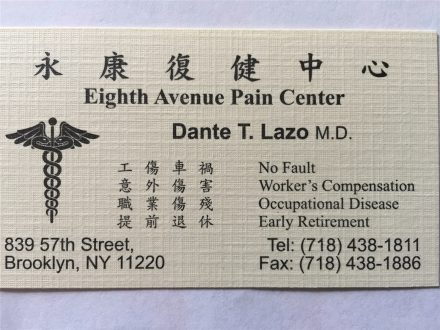 永康復健中心
Eighth Avenue Pain Center
Dante T. Lazo M.D.
工傷車禍 No Fault
意外傷害 Worker's Compensation
職業傷殘 Occupational Disease
提前退休 Early Retirement
839 57th Street, Tel: (718) 438-1811
Brooklyn, NY 11220 Fax: (718) 438-1886